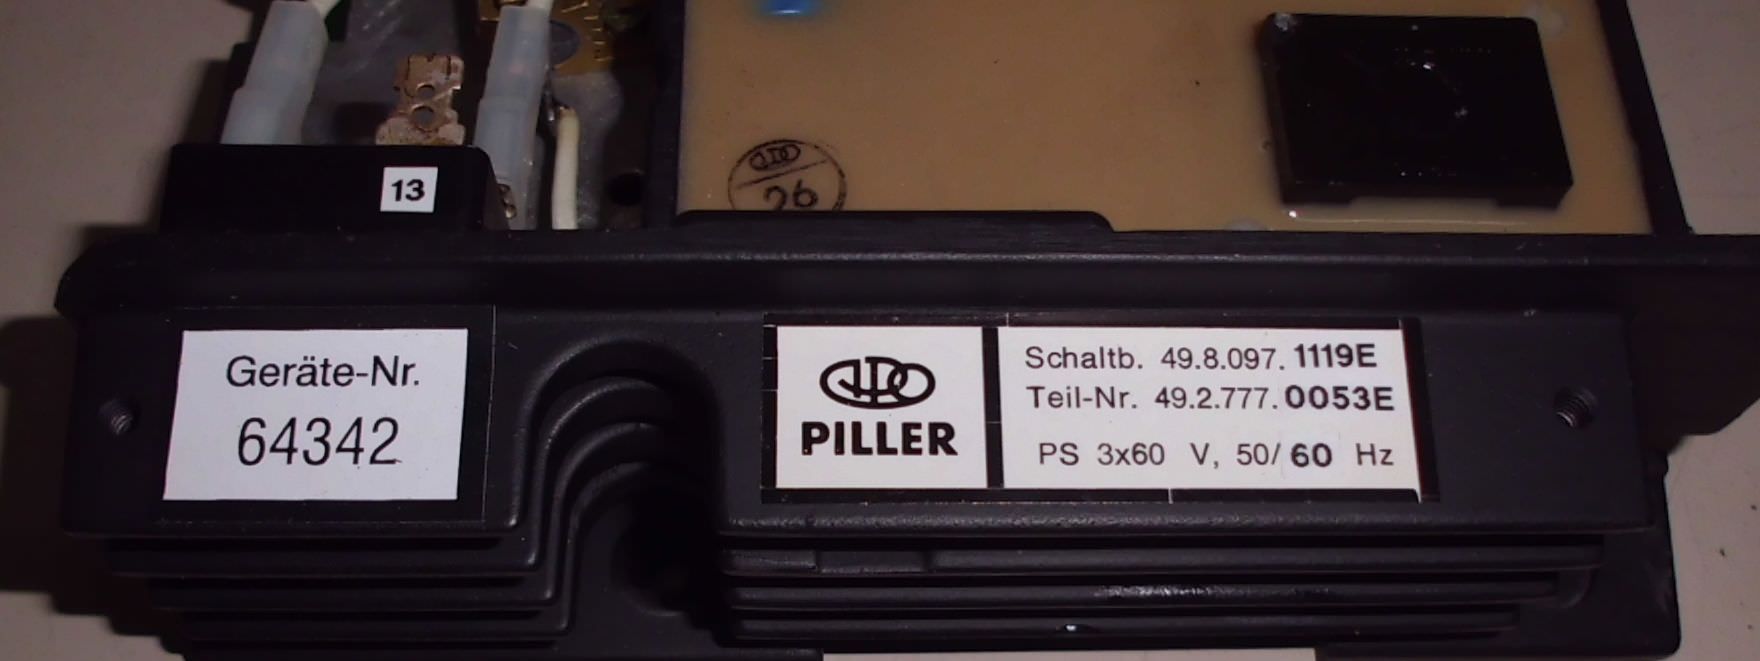 13
26
Geräte-Nr.
64342
PILLER
Schaltb. 49.8.097. 1119E
Teil-Nr. 49.2.777. 0053E
PS 3x60 V, 50/60 Hz